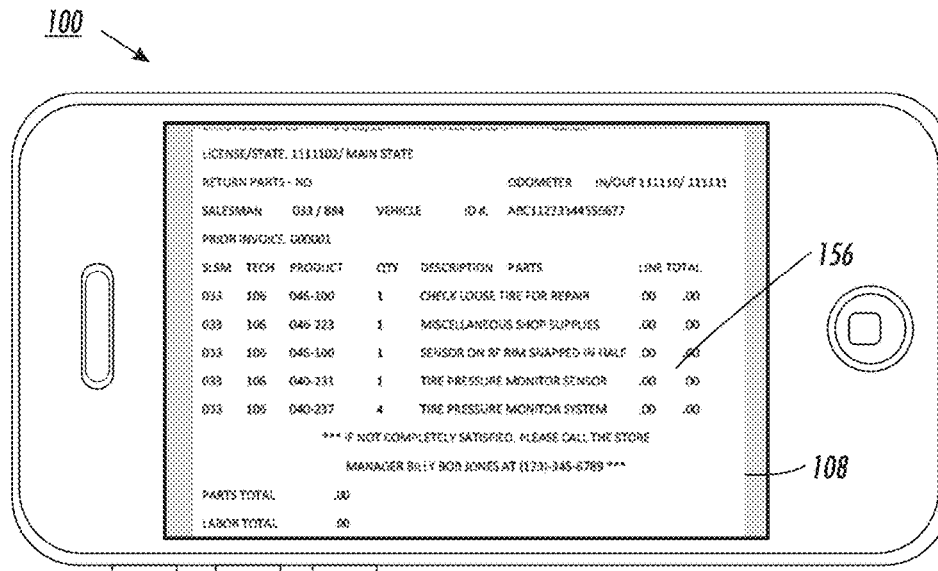 100
LICENSE/STATE. 1111102/ MAIN STATE
RETURN PARTS - NO ODOMETER IN/OUT 111110/ 111111
SALESMAN 033 / 884 VEHICLE ID #.
PRIOR INVOICE. 000001
SLSM TECH PRODUCT QTY DESCRIPTION PARTS LINE TOTAL
033 106 046-100 1 CHECK LOOSE TIRE FOR REPAIR .00 .00
033 106 046-223 1 MISCELLANEOUS SHOP SUPPLIES .00 .00
033 106 046-100 1 SENSOR ON RF RIM SNAPPED IN HALF .00 .00
033 106 040-231 1 TIRE PRESSURE MONITOR SENSOR .00 .00
033 106 040-237 4 TIRE PRESSURE MONITOR SYSTEM .00 .00
*** IF NOT COMPLETELY SATISFIED, PLEASE CALL THE STORE
MANAGER BILLY BOB JONES AT (123)-345-6789 ***
PARTS TOTAL .00
LABOR TOTAL .00
156
108